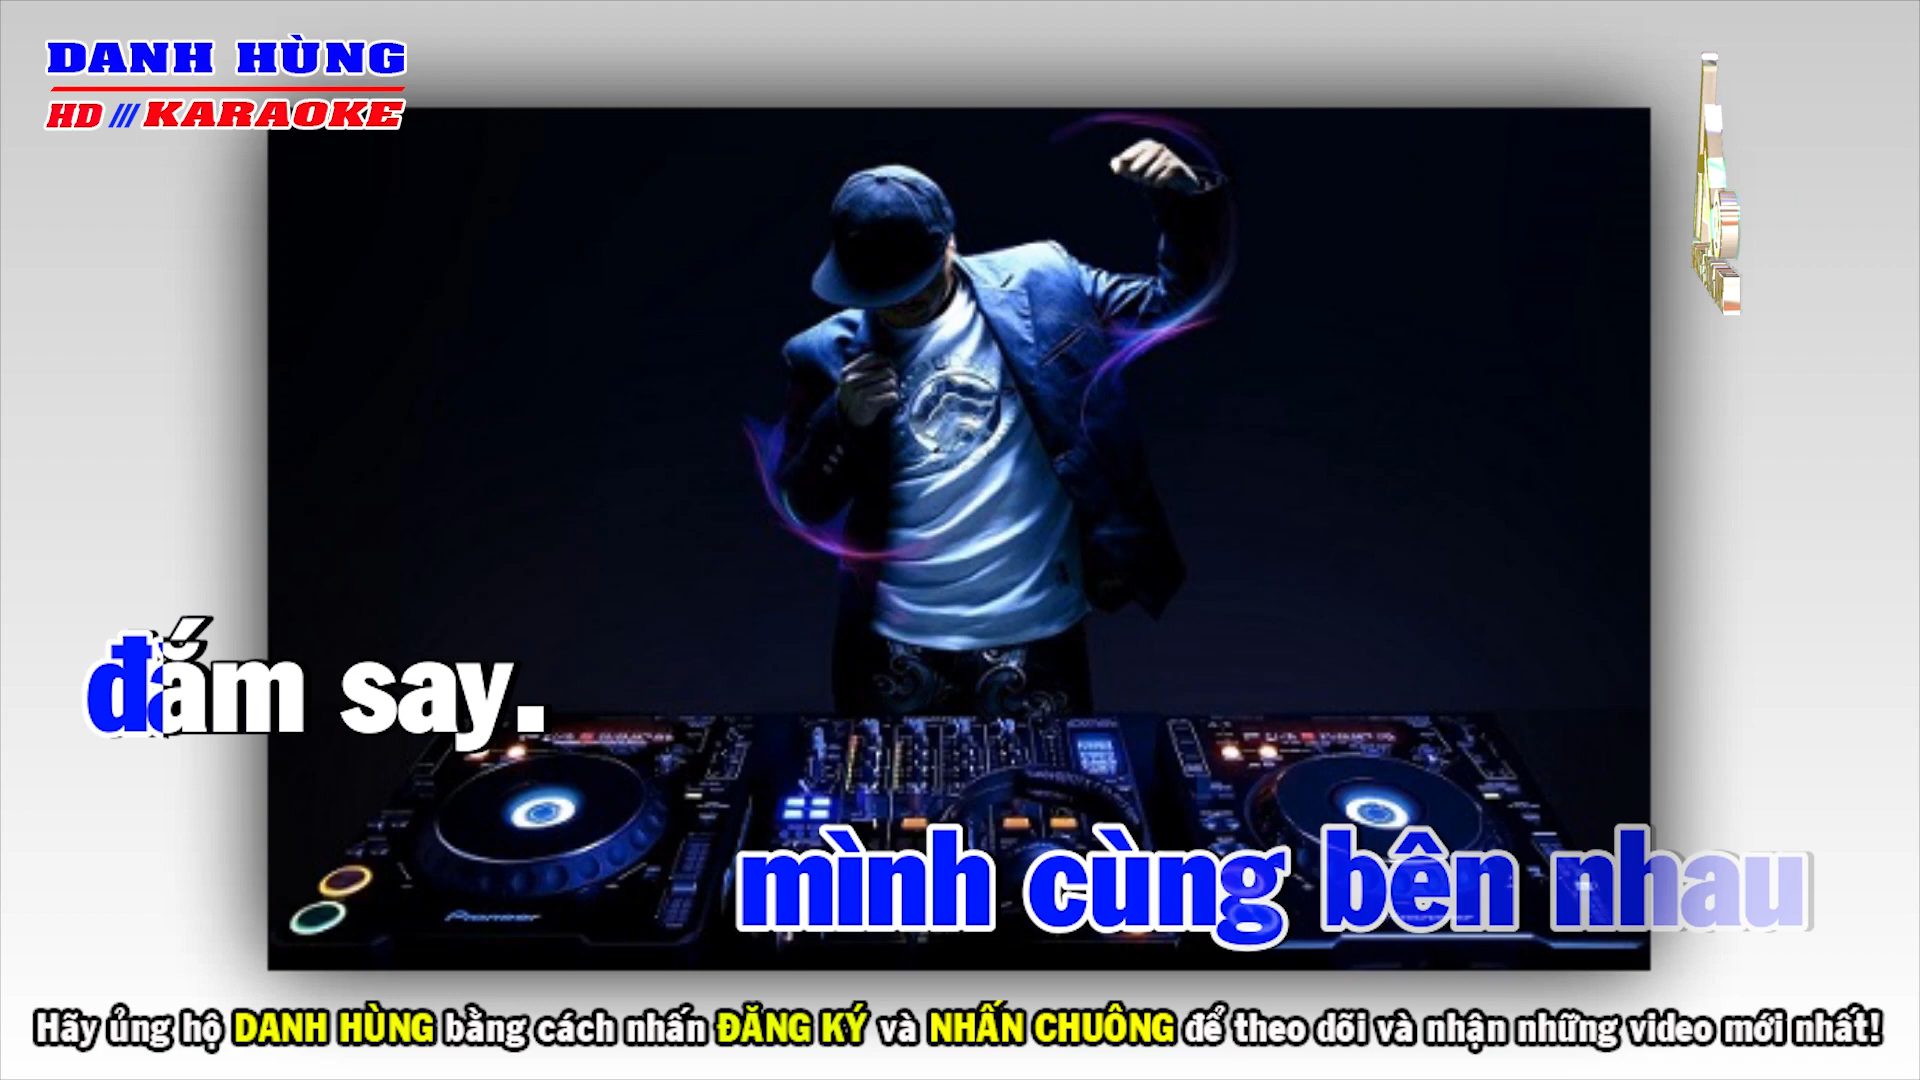 DANH HÙNG
HD /// KARAOKE
đắm say.
mình cùng bên nhau
Pioneer
Hãy ủng hộ DANH HÙNG bằng cách nhấn ĐĂNG KÝ và NHẤN CHUÔNG để theo dõi và nhận những video mới nhất!